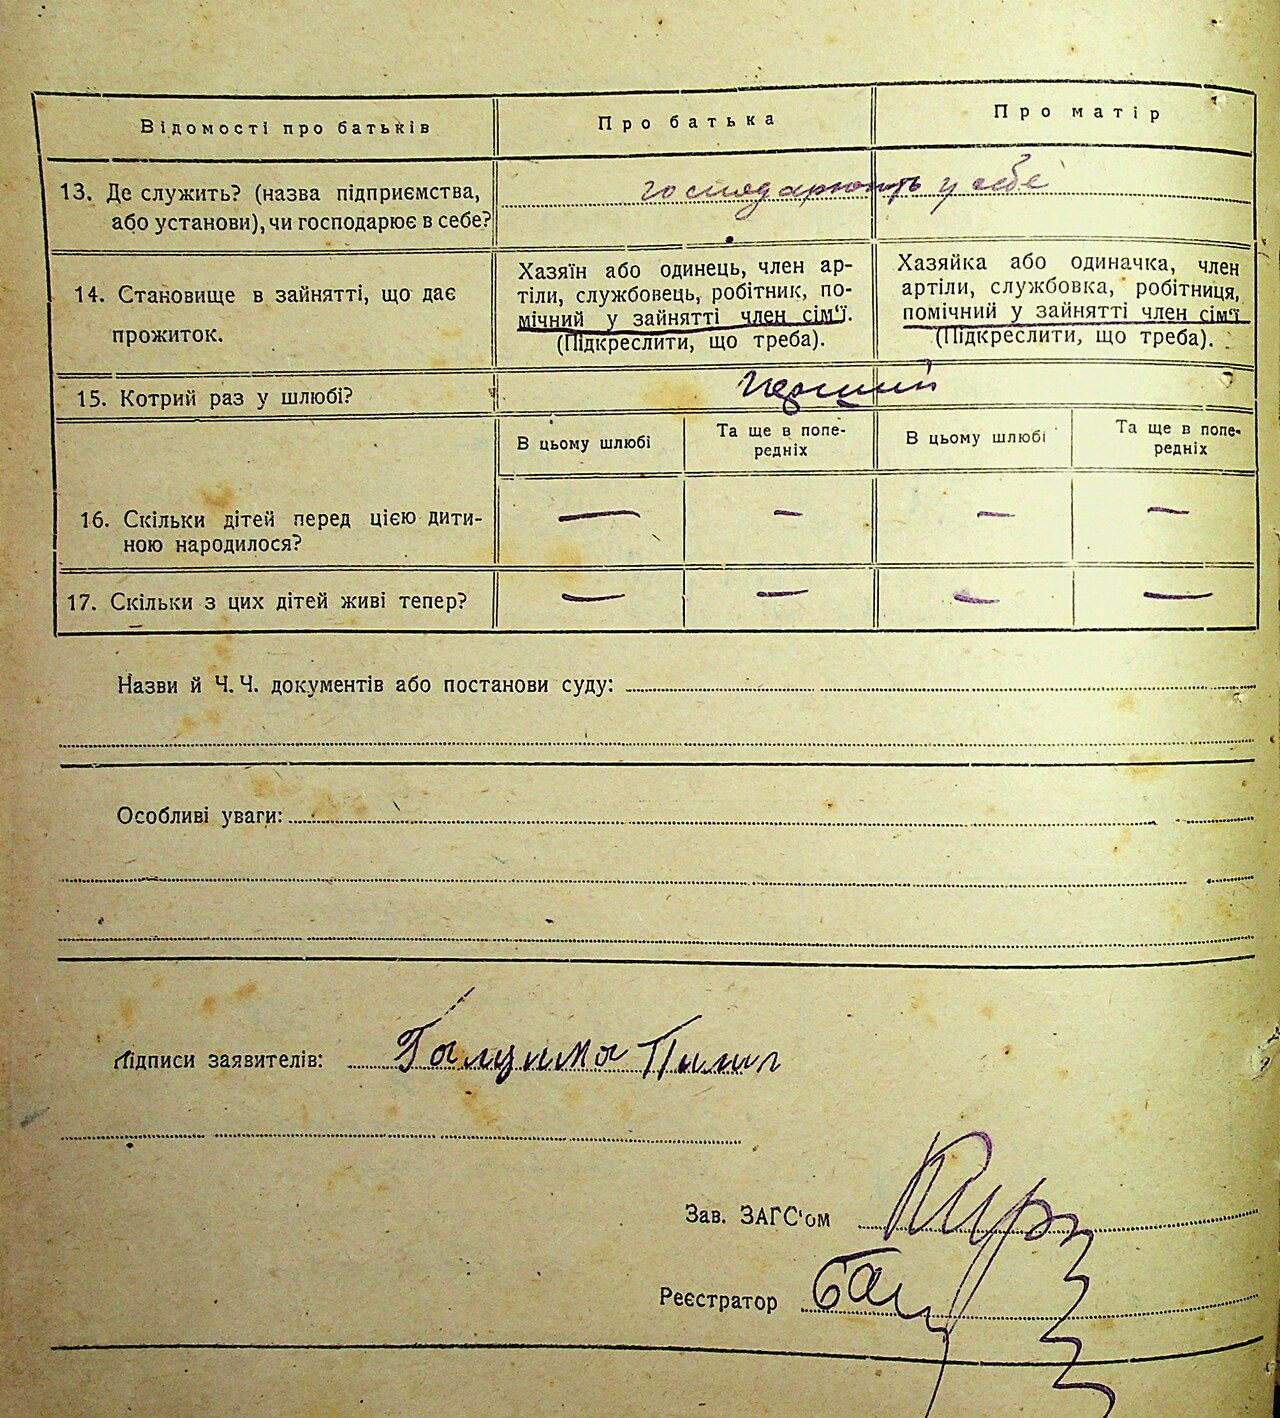 Відомості про батьків
Про батька
Про матір
13. Де служить? (назва підприємства,
або установи), чи господарює в себе?
господарюють у себе
14. Становище в зайнятті, що дає
прожиток.
Хазяїн або одинець, член ар-
тіли, службовець, робітник, по-
мічний у зайнятті член сім'ї.
(Підкреслити, що треба).
Хазяйка або одиначка, член
артіли, службовка, робітниця,
помічний у зайнятті член сім'ї
(Підкреслити, що треба).
15. Котрий раз у шлюбі?
перший
В цьому шлюбі
Та ще в попе-
редніх
В цьому шлюбі
Та ще в попе-
редніх
16. Скільки дітей перед цією дити-
ною народилося?
— — — —
17. Скільки з цих дітей живі тепер?
— — — —
Назви й Ч. Ч. документів або постанови суду:
Особливі уваги:
Підписи заявителів:
Пилип
Зав. ЗАГС'ом
Реєстратор